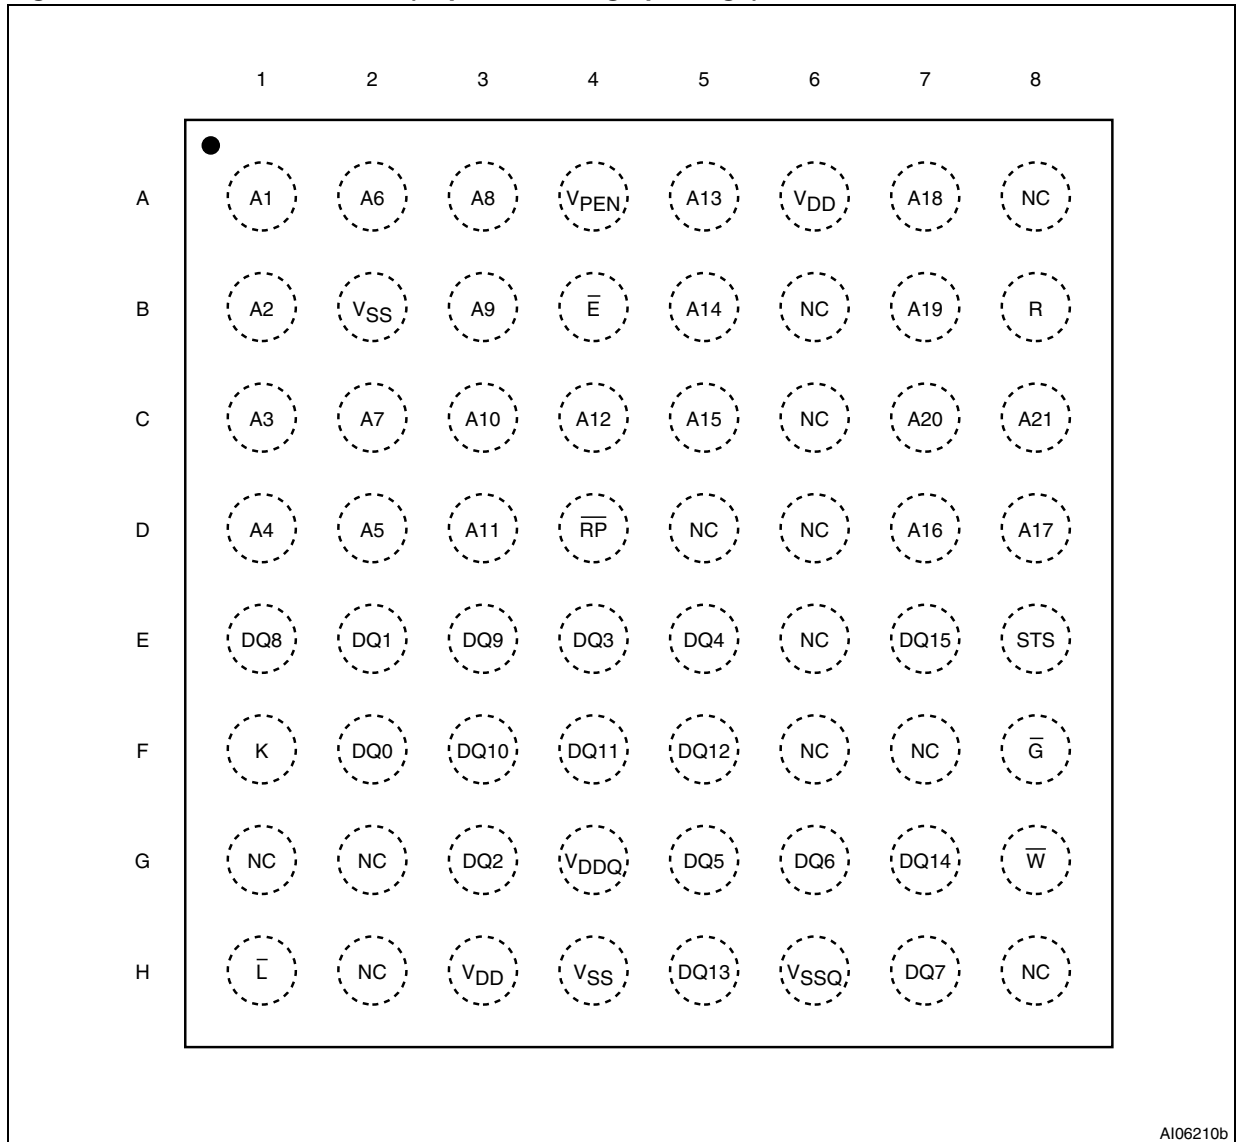 1 2 3 4 5 6 7 8
A A1 A6 A8 VPEN A13 VDD A18 NC
B A2 VSS A9 E̅ A14 NC A19 R
C A3 A7 A10 A12 A15 NC A20 A21
D A4 A5 A11 R̅P̅ NC NC A16 A17
E DQ8 DQ1 DQ9 DQ3 DQ4 NC DQ15 STS
F K DQ0 DQ10 DQ11 DQ12 NC NC G̅
G NC NC DQ2 VDDQ DQ5 DQ6 DQ14 W̅
H L̅ NC VDD VSS DQ13 VSSQ DQ7 NC
AI06210b